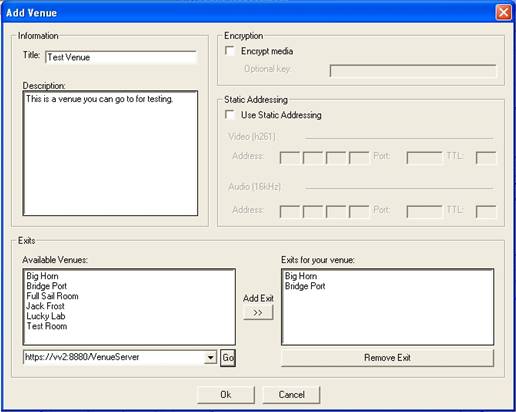 Add Venue
Information
Title: Test Venue
Description:
This is a venue you can go to for testing.
Encryption
Encrypt media
Optional key:
Static Addressing
Use Static Addressing
Video (h261)
Address: Port: TTL:
Audio (16kHz)
Address: Port: TTL:
Exits
Available Venues:
Big Horn
Bridge Port
Full Sail Room
Jack Frost
Lucky Lab
Test Room
https://vv2:8880/VenueServer Go
Add Exit
>>
Exits for your venue:
Big Horn
Bridge Port
Remove Exit
Ok Cancel